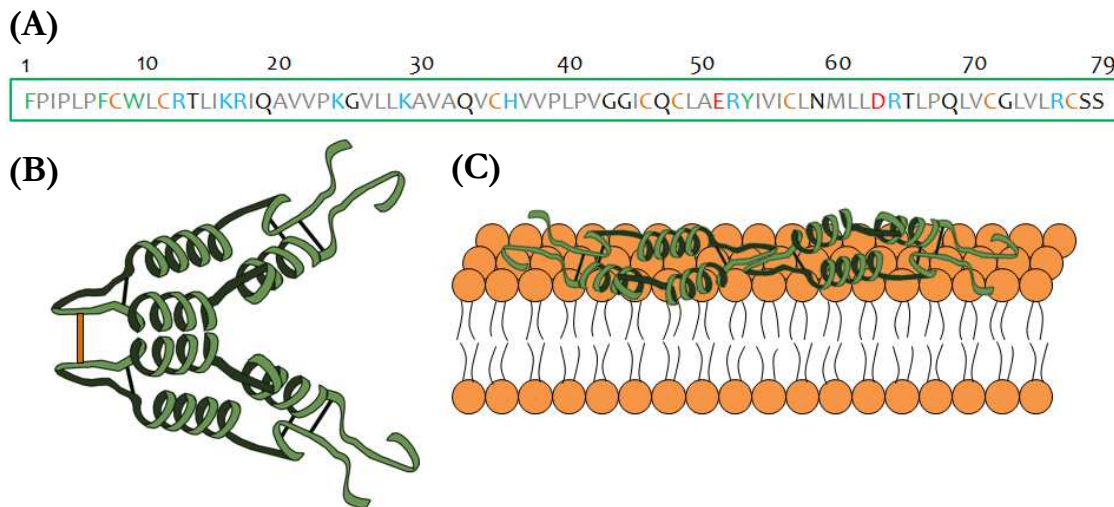 (A)
1 10 20 30 40 50 60 70 79
FPIPLPFCWLCRTLIKRIQAVVPKGVLLKAVAQVCHVVPLPVGGICQCLAERYIVICLNMLLDRTLPQLVCGLVLRCSS
(B)
(C)